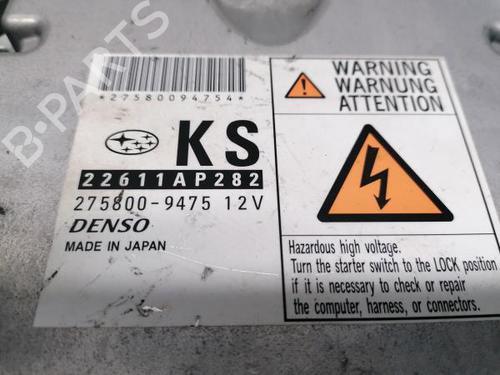 *27580094754*
KS
22611AP282
275800-9475 12V
DENSO
MADE IN JAPAN
WARNING
WARNUNG
ATTENTION
Hazardous high voltage.
Turn the starter switch to the LOCK position
if it is necessary to check or repair
the computer, harness, or connectors.
B-PARTS